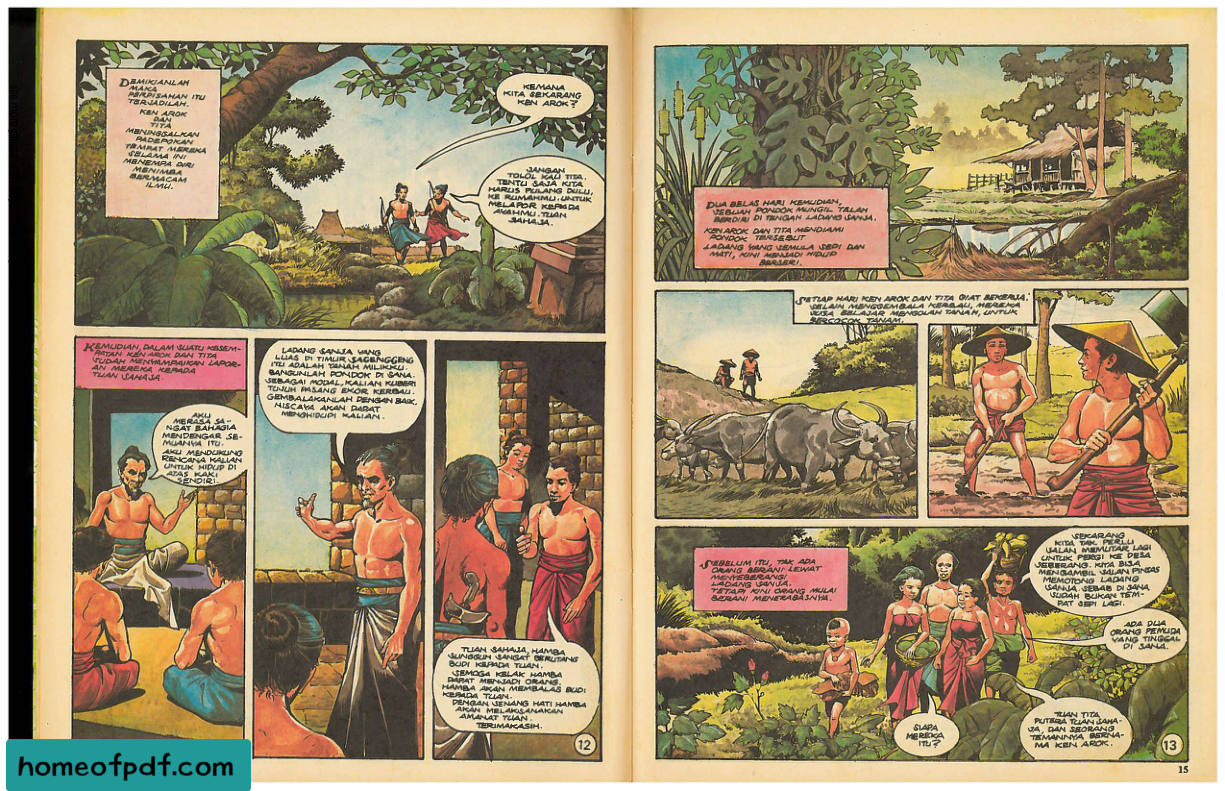 DEMIKIANLAH
MAKA
PERPISAHAN ITU
TERJADILAH.
KEN AROK
DAN
TITA
MENINGGALKAN
PADEPOKAN
TEMPAT MEREKA
SELAMA INI
MENEMPA DIRI
MENIMBA
BERMACAM
ILMU.
KEMANA
KITA SEKARANG
KEN AROK?
JANGAN
TOLOL KAU TITA.
TENTU SAJA KITA
HARUS PULANG DULU,
KE RUMAHMU. UNTUK
MELAPOR KEPADA
AYAHMU. TUAN
SAHAJA.
KEMUDIAN, DALAM SUATU KESEM-
PATAN KEN AROK DAN TITA
SUDAH MENYAMPAIKAN LAPOR-
AN MEREKA KEPADA
TUAN SAHAJA.
AKU
MERASA SA-
NGAT BAHAGIA
MENDENGAR SE-
MUANYA ITU.
AKU MENDUKUNG
RENCANA KALIAN
UNTUK HIDUP DI
ATAS KAKI
SENDIRI.
LADANG SANJA YANG
LUAS DI TIMUR SAGENGGENG
ITU ADALAH TANAH MILIKKU.
BANGUNLAH PONDOK DI SANA.
SEBAGAI MODAL, KALIAN KUBERI
TUJUH PASANG EKOR KERBAU.
GEMBALAKANLAH DENGAN BAIK,
NISCAYA AKAN DAPAT
MENGHIDUPI KALIAN.
TUAN SAHAJA, HAMBA
SUNGGUH SANGAT BERUTANG
BUDI KEPADA TUAN.
SEMOGA KELAK HAMBA
DAPAT MENJADI ORANG.
HAMBA AKAN MEMBALAS BUDI
KEPADA TUAN.
DENGAN SENANG HATI HAMBA
AKAN MELAKSANAKAN
AMANAT TUAN.
TERIMAKASIH.
12
DUA BELAS HARI KEMUDIAN,
SEBUAH PONDOK MUNGIL TALAH
BERDIRI DI TENGAH LADANG SANJA.
KEN AROK DAN TITA MENDIAMI
PONDOK TERSEBUT
LADANG YANG SEMULA SEPI DAN
MATI, KINI MENJADI HIDUP
BERSERI.
SETIAP HARI KEN AROK DAN TITA GIAT BEKERJA.
SELAIN MENGGEMBALA KERBAU, MEREKA
JUGA BELAJAR MENGOLAH TANAH, UNTUK
BERCOCOK TANAM.
SEBELUM ITU, TAK ADA
ORANG BERANI LEWAT
MENYEBERANGI
LADANG SANJA.
TETAPI KINI ORANG MULAI
BERANI MENERABASNYA.
SEKARANG
KITA TAK PERLU
JALAN MEMUTAR LAGI
UNTUK PERGI KE DESA
SEBERANG. KITA BISA
MENGAMBIL JALAN PINTAS
MEMOTONG LADANG
SANJA. SEBAB DI SANA
SUDAH BUKAN TEM-
PAT SEPI LAGI.
ADA DUA
ORANG PEMUDA
YANG TINGGAL
DI SANA.
SIAPA
MEREKA
ITU?
TUAN TITA
PUTERA TUAN SAHA-
JA, DAN SEORANG
TEMANNYA BERNA-
MA KEN AROK.
13
15
homeofpdf.com